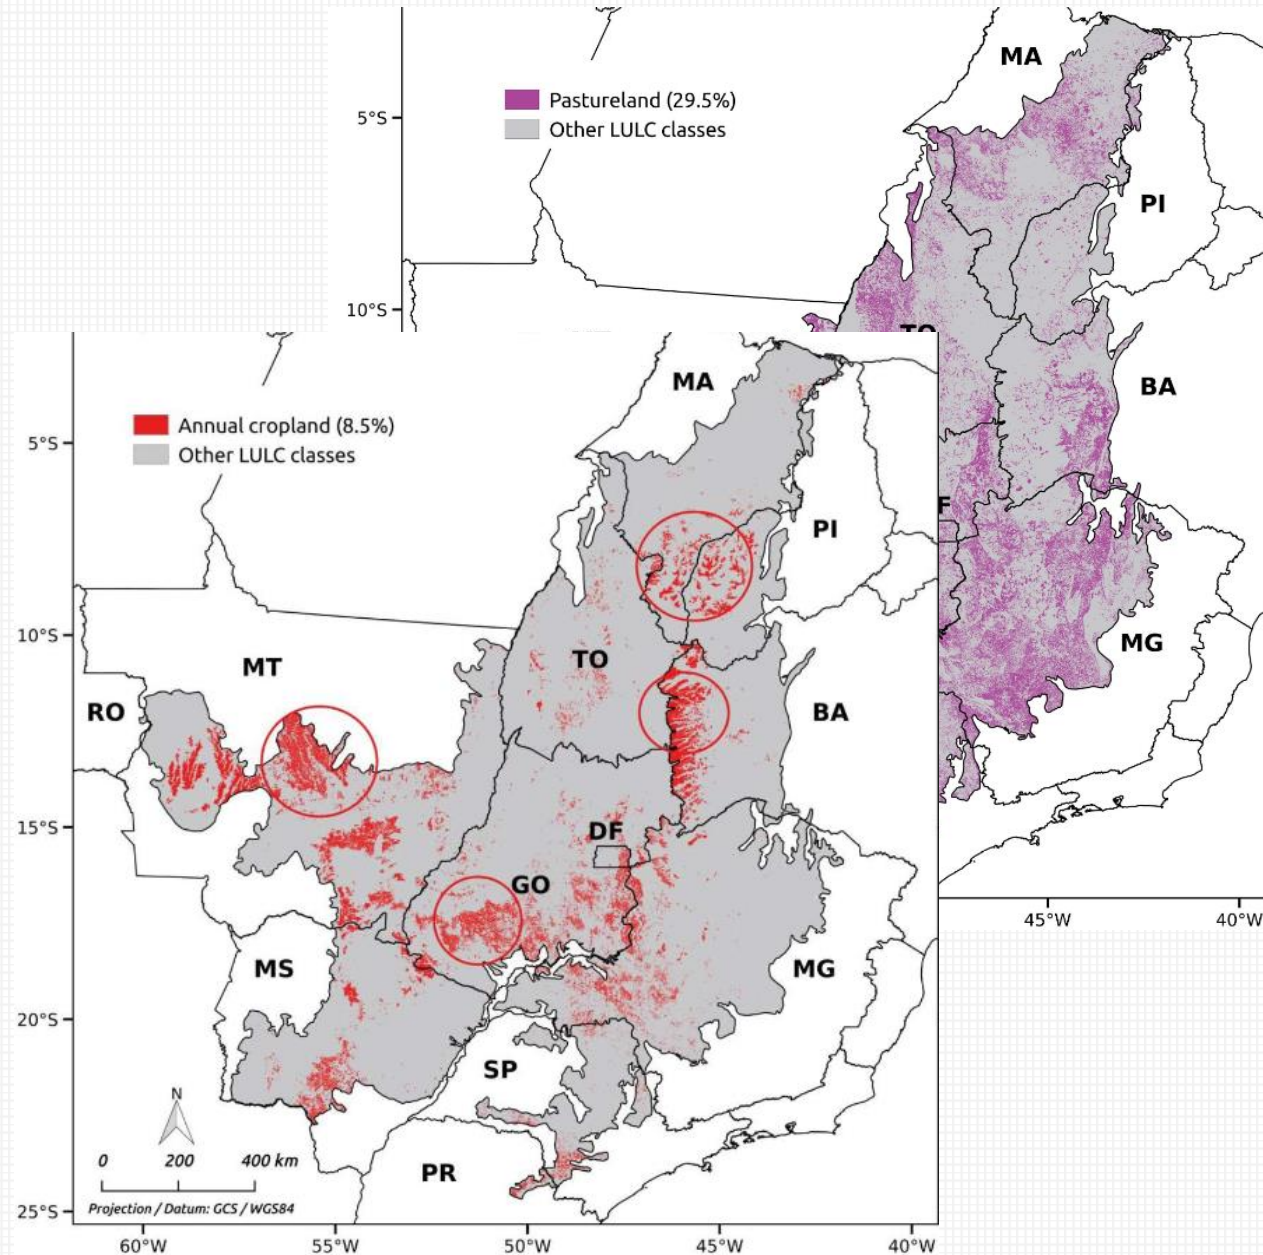 MA
Pastureland (29.5%)
5°S
Other LULC classes
PI
10°S
TO
BA
F
MG
45°W
40°W
MA
Annual cropland (8.5%)
5°S
Other LULC classes
PI
10°S
TO
MT
RO
BA
15°S
DF
GO
MS
MG
20°S
SP
N
0 200 400 km
PR
Projection / Datum: GCS / WGS84
25°S
60°W 55°W 50°W 45°W 40°W